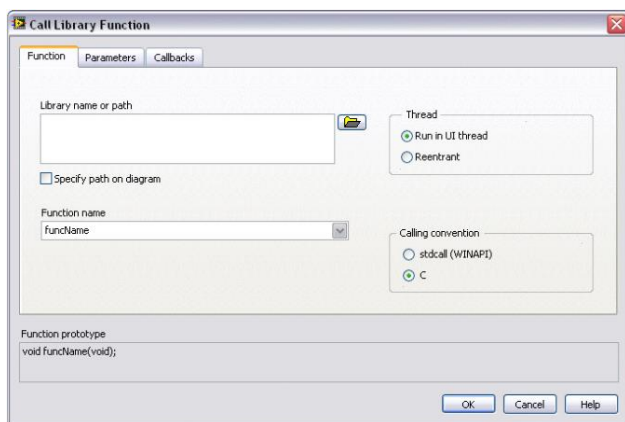 Call Library Function
Function
Parameters
Callbacks
Library name or path
Specify path on diagram
Function name
funcName
Thread
Run in UI thread
Reentrant
Calling convention
stdcall (WINAPI)
C
Function prototype
void funcName(void);
OK
Cancel
Help